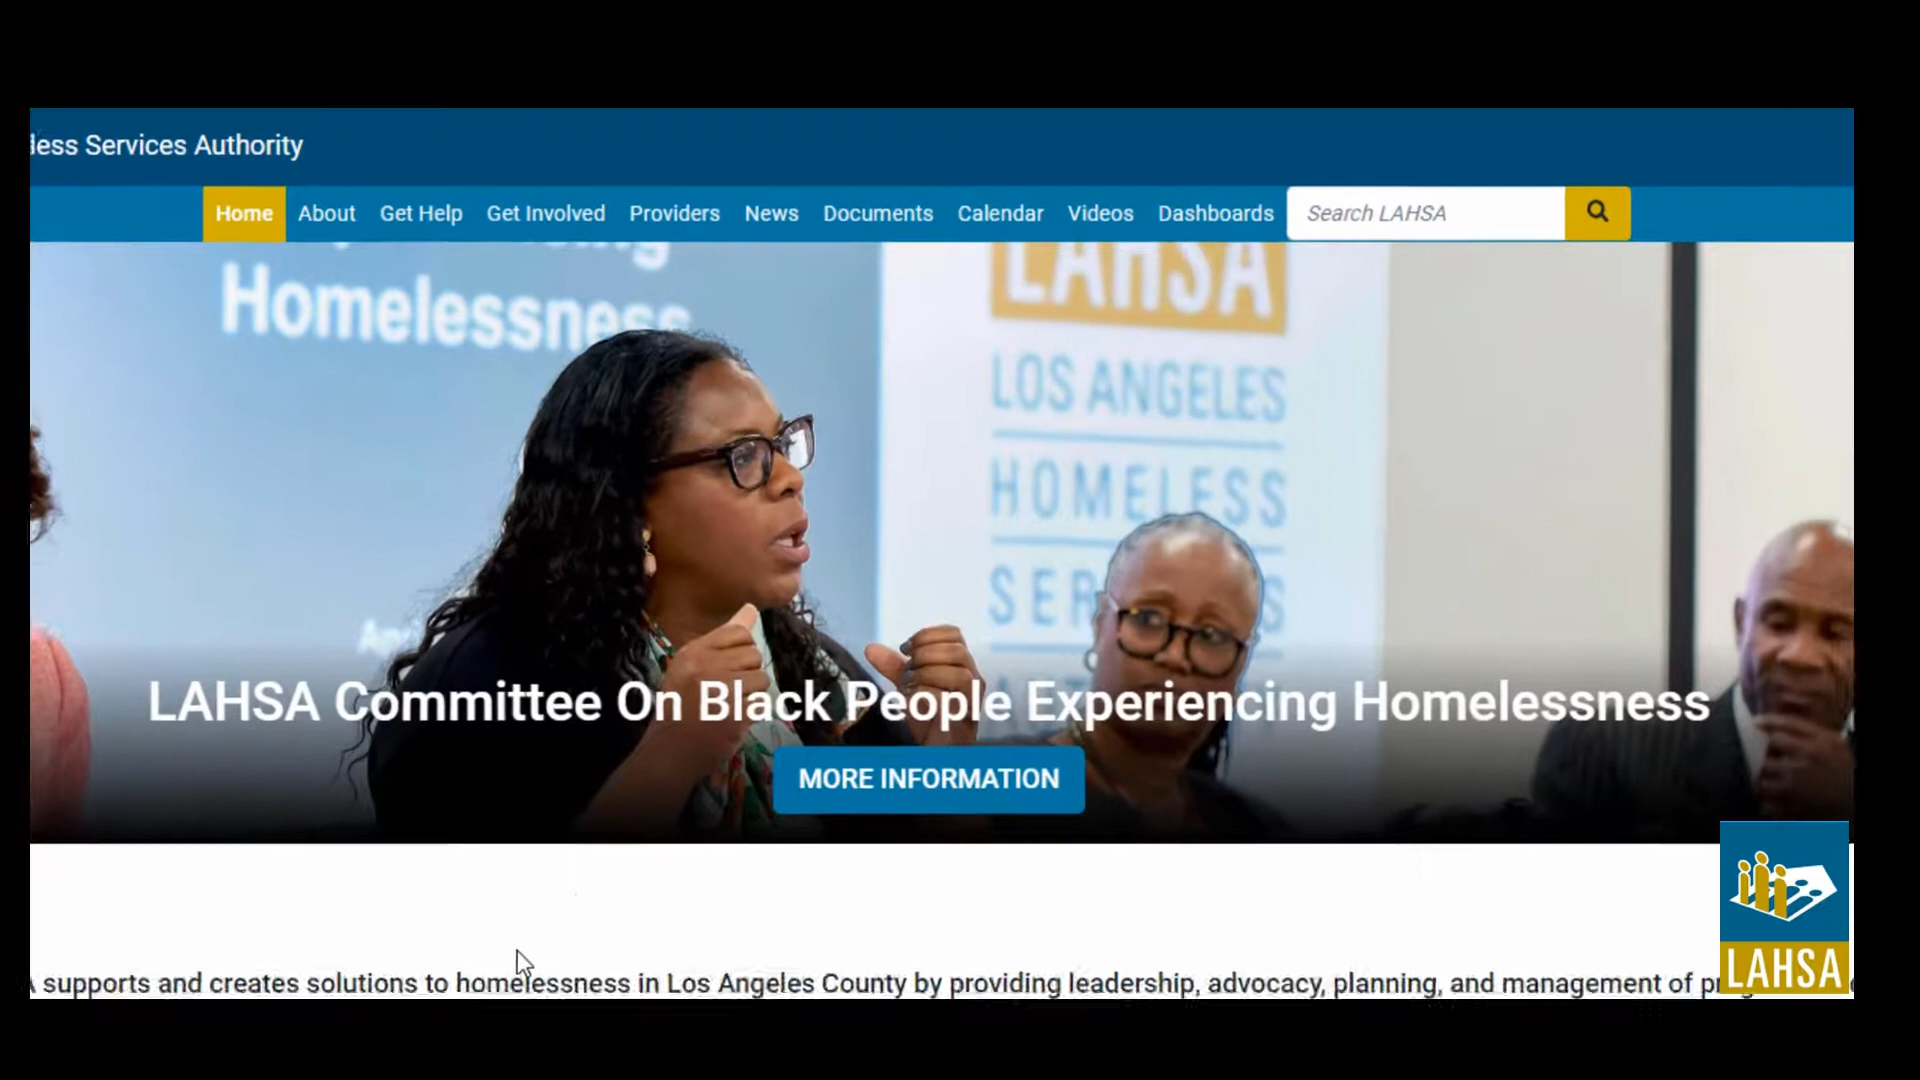 less Services Authority
Home About Get Help Get Involved Providers News Documents Calendar Videos Dashboards Search LAHSA
Homelessness
LAHSA
LOS ANGELES
HOMELESS
LAHSA Committee On Black People Experiencing Homelessness
MORE INFORMATION
supports and creates solutions to homelessness in Los Angeles County by providing leadership, advocacy, planning, and management of
LAHSA